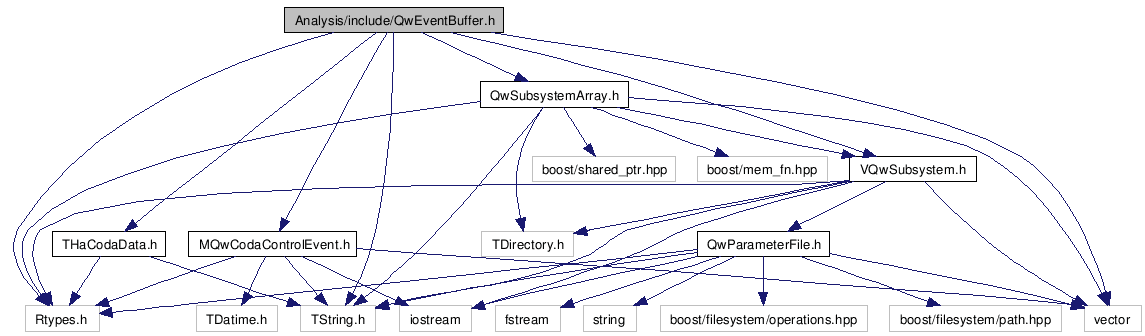 Analysis/include/QwEventBuffer.h
QwSubsystemArray.h
boost/shared_ptr.hpp
boost/mem_fn.hpp
VQwSubsystem.h
THaCodaData.h
MQwCodaControlEvent.h
TDirectory.h
QwParameterFile.h
Rtypes.h
TDatime.h
TString.h
iostream
fstream
string
boost/filesystem/operations.hpp
boost/filesystem/path.hpp
vector